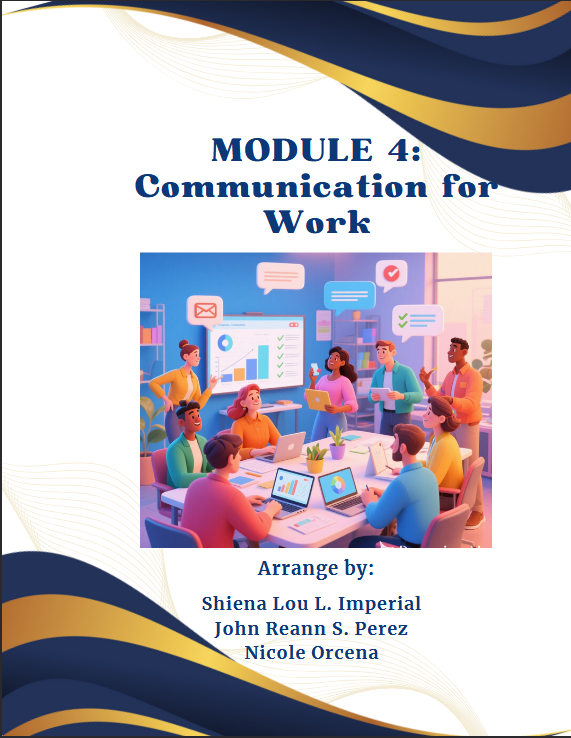 MODULE 4:
Communication for
Work
Arrange by:
Shiena Lou L. Imperial
John Reann S. Perez
Nicole Orcena